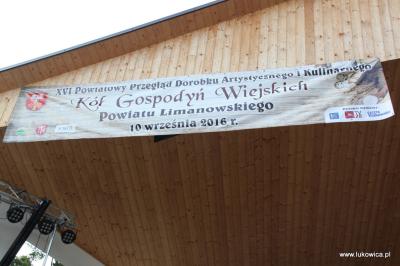 XVI Powiatowy Przegląd Dorobku Artystycznego i Kulinarnego
Kół Gospodyń Wiejskich
Powiatu Limanowskiego
10 września 2016 r.
www.lukowica.pl